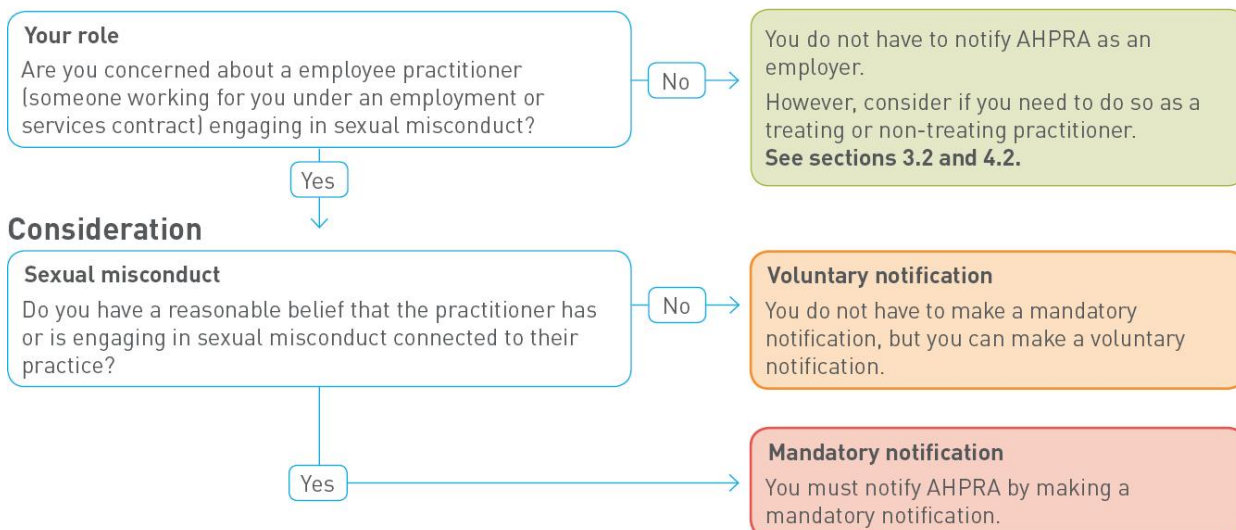 Your role
Are you concerned about a employee practitioner
(someone working for you under an employment or
services contract) engaging in sexual misconduct?
No
You do not have to notify AHPRA as an
employer.
However, consider if you need to do so as a
treating or non-treating practitioner.
See sections 3.2 and 4.2.
Yes
Consideration
Sexual misconduct
Do you have a reasonable belief that the practitioner has
or is engaging in sexual misconduct connected to their
practice?
No
Voluntary notification
You do not have to make a mandatory
notification, but you can make a voluntary
notification.
Yes
Mandatory notification
You must notify AHPRA by making a
mandatory notification.